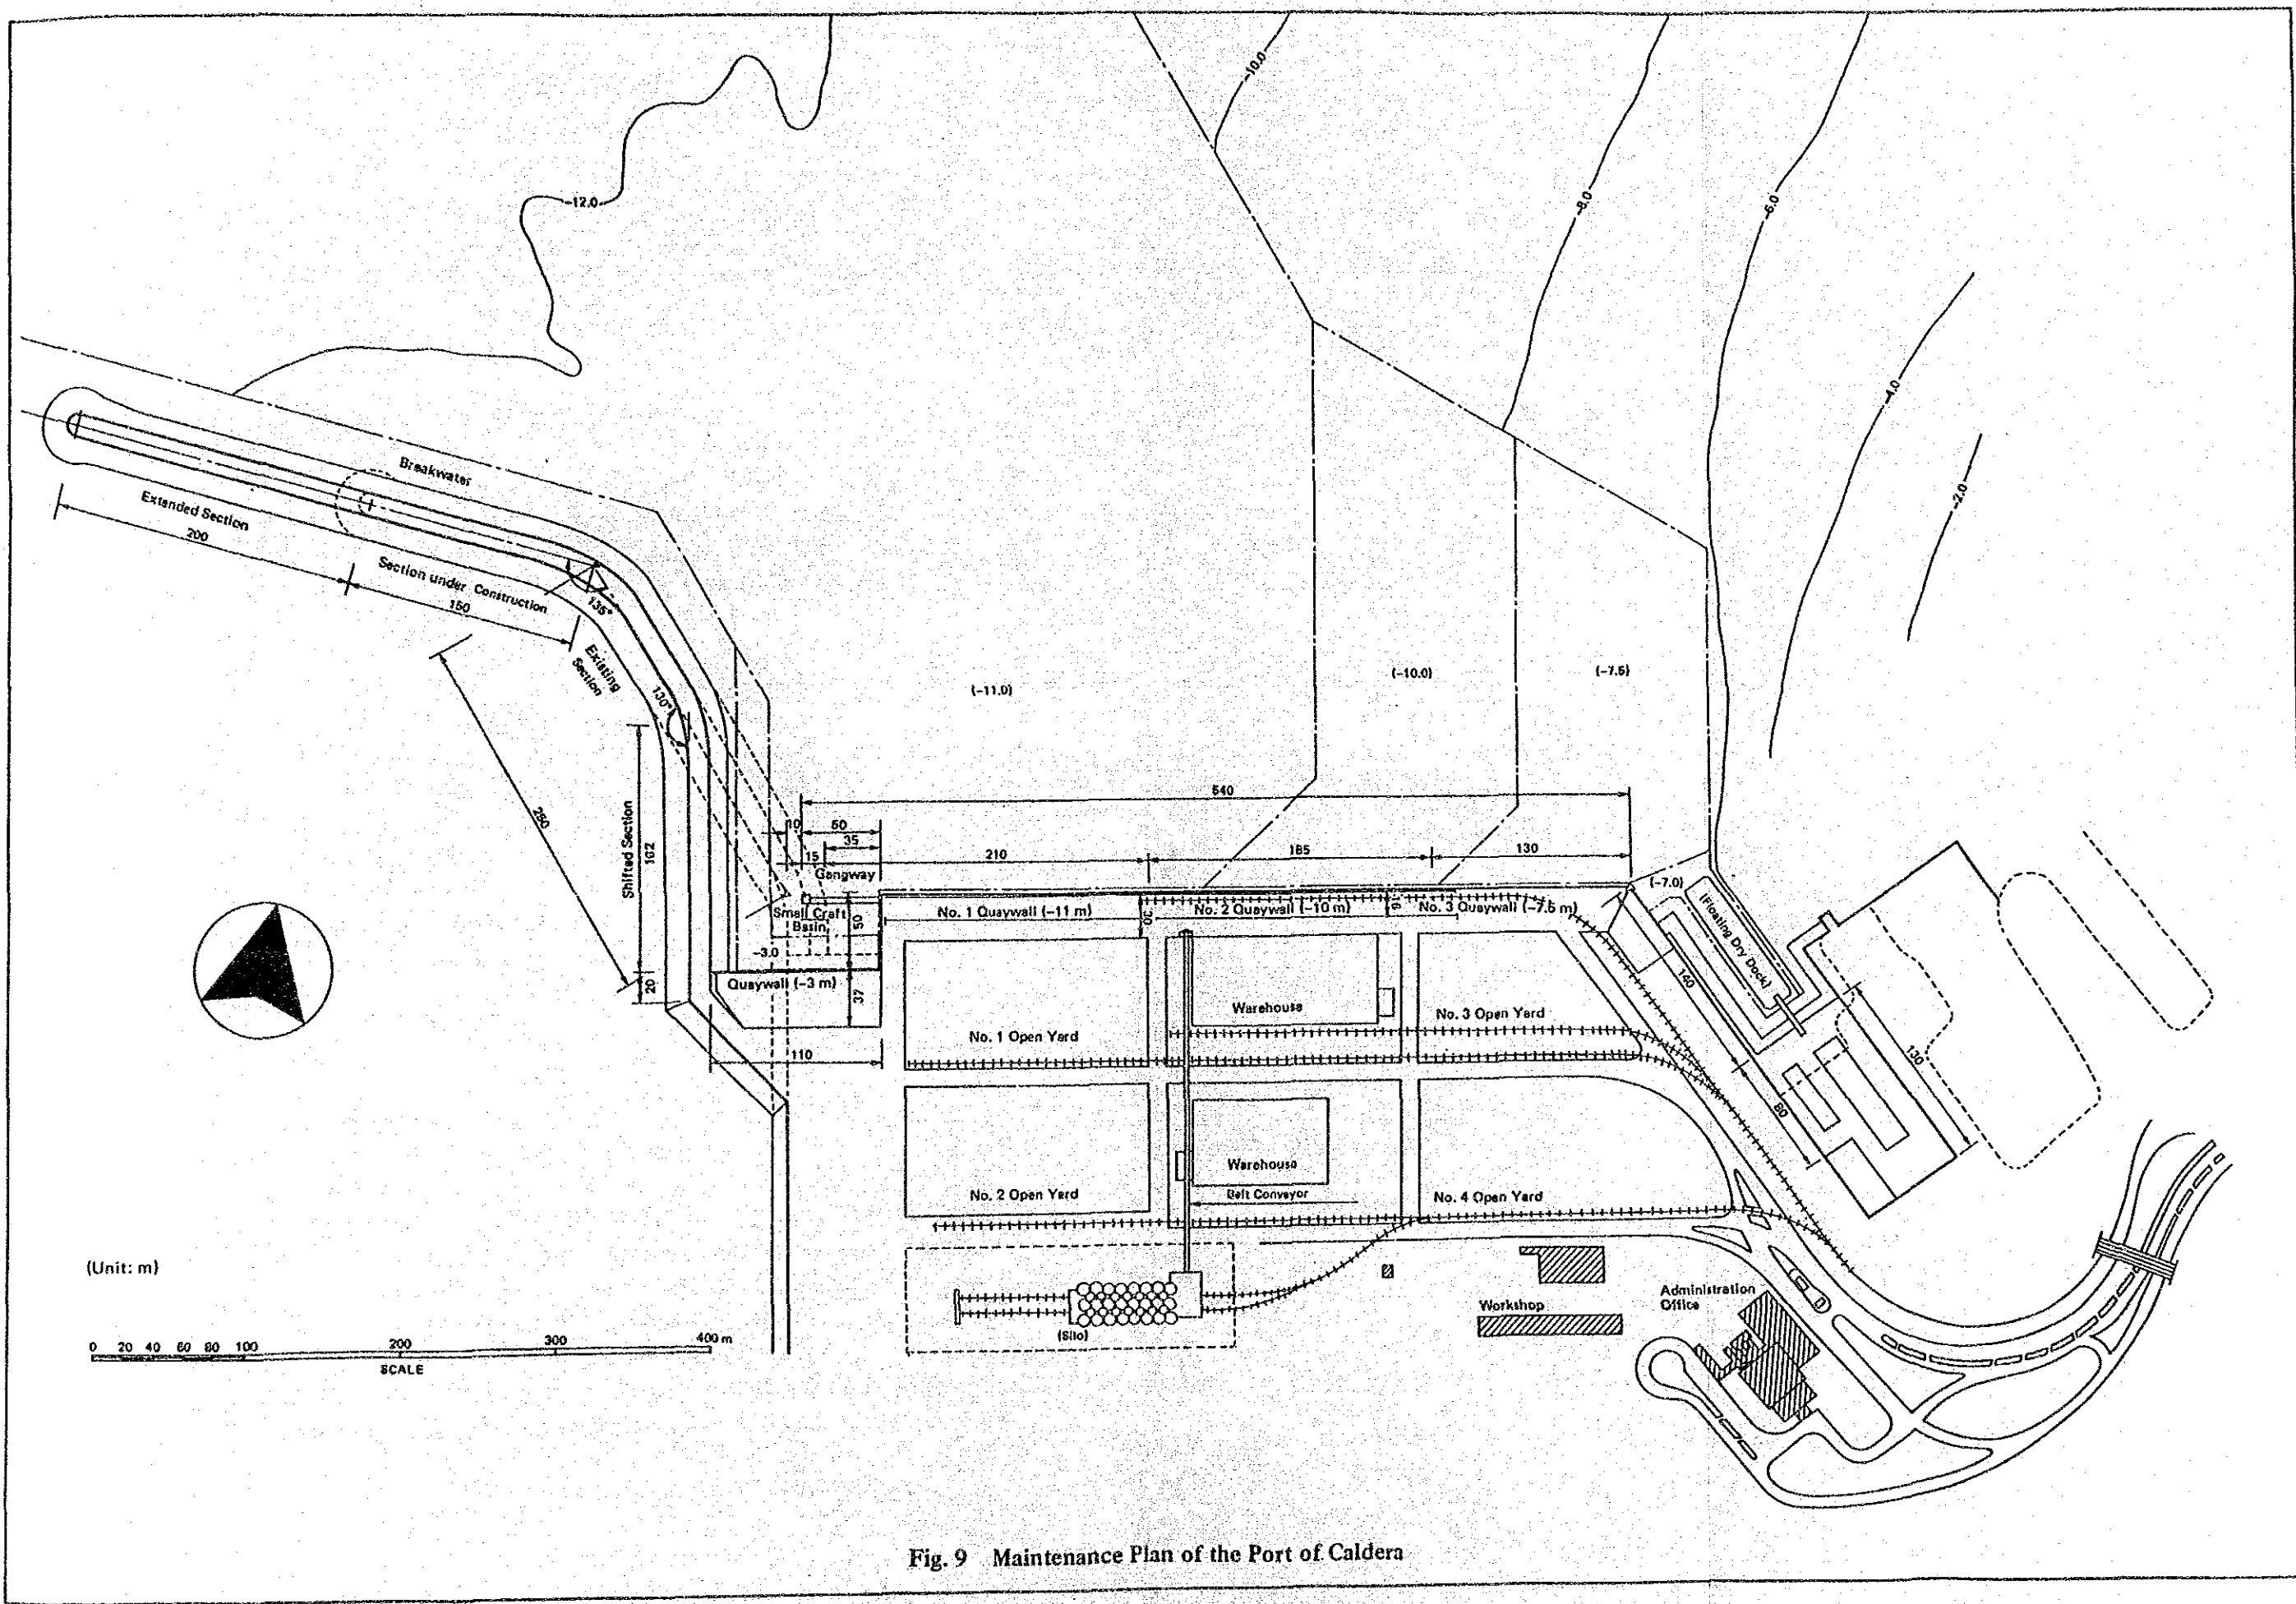 -10.0
-8.0
-6.0
-12.0
-4.0
-2.0
Breakwater
Extended Section
200
Section under Construction
150
135°
Existing
Section
130°
(-11.0)
(-10.0)
(-7.5)
250
Shifted Section
162
20
540
10
50
35
15
210
185
130
Gangway
Small Craft
Basin
50
-3.0
Quaywall (-3 m)
37
110
No. 1 Quaywall (-11 m)
30
No. 2 Quaywall (-10 m)
16
No. 3 Quaywall (-7.5 m)
(-7.0)
(Floating Dry Dock)
140
80
130
No. 1 Open Yard
Warehouse
No. 3 Open Yard
No. 2 Open Yard
Warehouse
Belt Conveyor
No. 4 Open Yard
(Silo)
Workshop
Administration
Office
(Unit: m)
0 20 40 60 80 100 200 300 400 m
SCALE
Fig. 9 Maintenance Plan of the Port of Caldera